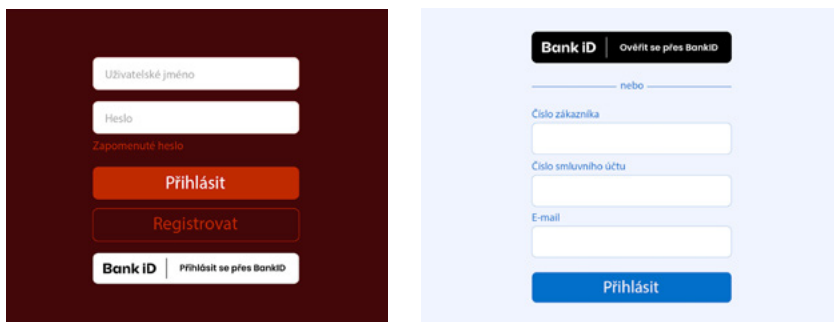 Uživatelské jméno
Heslo
Zapomenuté heslo
Přihlásit
Registrovat
Bank iD | Přihlásit se přes BankID
Bank iD | Ověřit se přes BankID
nebo
Číslo zákazníka
Číslo smluvního účtu
E-mail
Přihlásit